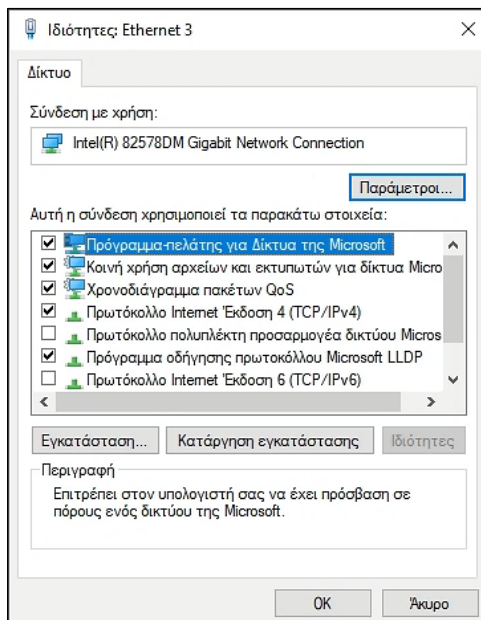 Ιδιότητες: Ethernet 3
Δίκτυο
Σύνδεση με χρήση:
Intel(R) 82578DM Gigabit Network Connection
Παράμετροι...
Αυτή η σύνδεση χρησιμοποιεί τα παρακάτω στοιχεία:
Πρόγραμμα-πελάτης για Δίκτυα της Microsoft
Κοινή χρήση αρχείων και εκτυπωτών για δίκτυα Micro
Χρονοδιάγραμμα πακέτων QoS
Πρωτόκολλο Internet Έκδοση 4 (TCP/IPv4)
Πρωτόκολλο πολυπλέκτη προσαρμογέα δικτύου Micros
Πρόγραμμα οδήγησης πρωτοκόλλου Microsoft LLDP
Πρωτόκολλο Internet Έκδοση 6 (TCP/IPv6)
Εγκατάσταση... Κατάργηση εγκατάστασης Ιδιότητες
Περιγραφή
Επιτρέπει στον υπολογιστή σας να έχει πρόσβαση σε
πόρους ενός δικτύου της Microsoft.
OK Άκυρο